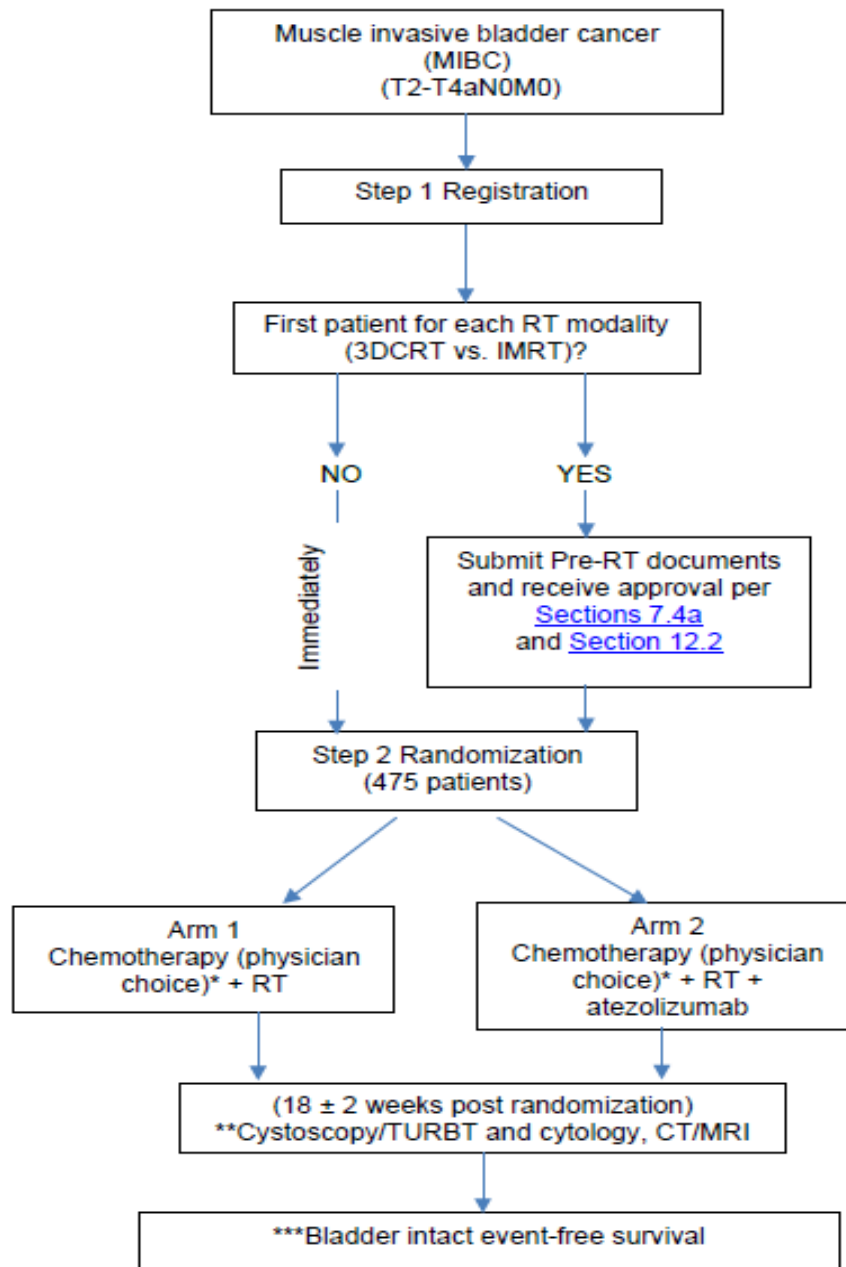 Muscle invasive bladder cancer
(MIBC)
(T2-T4aN0M0)
Step 1 Registration
First patient for each RT modality
(3DCRT vs. IMRT)?
NO
YES
Immediately
Submit Pre-RT documents
and receive approval per
Sections 7.4a
and Section 12.2
Step 2 Randomization
(475 patients)
Arm 1
Chemotherapy (physician
choice)* + RT
Arm 2
Chemotherapy (physician
choice)* + RT +
atezolizumab
(18 ± 2 weeks post randomization)
**Cystoscopy/TURBT and cytology, CT/MRI
***Bladder intact event-free survival